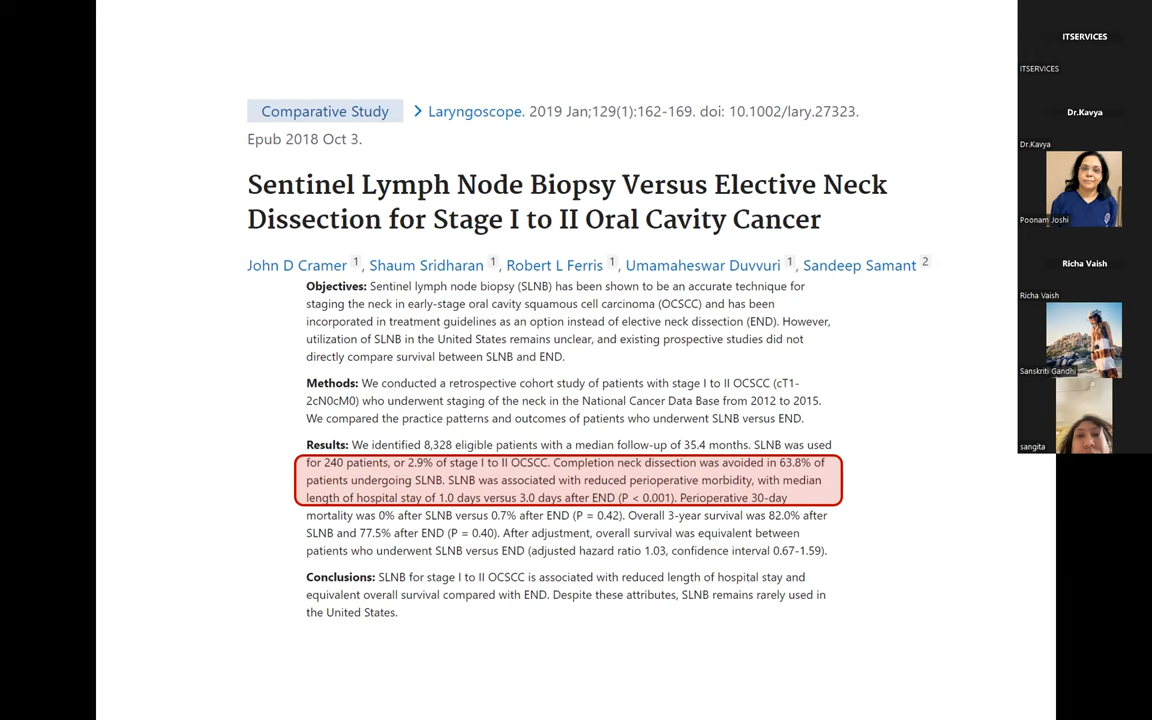 Comparative Study > Laryngoscope. 2019 Jan;129(1):162-169. doi: 10.1002/lary.27323.
Epub 2018 Oct 3.
Sentinel Lymph Node Biopsy Versus Elective Neck
Dissection for Stage I to II Oral Cavity Cancer
John D Cramer 1, Shaum Sridharan 1, Robert L Ferris 1, Umamaheswar Duvvuri 1, Sandeep Samant 2
Objectives: Sentinel lymph node biopsy (SLNB) has been shown to be an accurate technique for
staging the neck in early-stage oral cavity squamous cell carcinoma (OCSCC) and has been
incorporated in treatment guidelines as an option instead of elective neck dissection (END). However,
utilization of SLNB in the United States remains unclear, and existing prospective studies did not
directly compare survival between SLNB and END.
Methods: We conducted a retrospective cohort study of patients with stage I to II OCSCC (cT1-
2cN0cM0) who underwent staging of the neck in the National Cancer Data Base from 2012 to 2015.
We compared the practice patterns and outcomes of patients who underwent SLNB versus END.
Results: We identified 8,328 eligible patients with a median follow-up of 35.4 months. SLNB was used
for 240 patients, or 2.9% of stage I to II OCSCC. Completion neck dissection was avoided in 63.8% of
patients undergoing SLNB. SLNB was associated with reduced perioperative morbidity, with median
length of hospital stay of 1.0 days versus 3.0 days after END (P < 0.001). Perioperative 30-day
mortality was 0% after SLNB versus 0.7% after END (P = 0.42). Overall 3-year survival was 82.0% after
SLNB and 77.5% after END (P = 0.40). After adjustment, overall survival was equivalent between
patients who underwent SLNB versus END (adjusted hazard ratio 1.03, confidence interval 0.67-1.59).
Conclusions: SLNB for stage I to II OCSCC is associated with reduced length of hospital stay and
equivalent overall survival compared with END. Despite these attributes, SLNB remains rarely used in
the United States.
ITSERVICES
ITSERVICES
Dr.Kavya
Dr.Kavya
Poonam Joshi
Richa Vaish
Richa Vaish
Sanskriti Gandhi
sangita